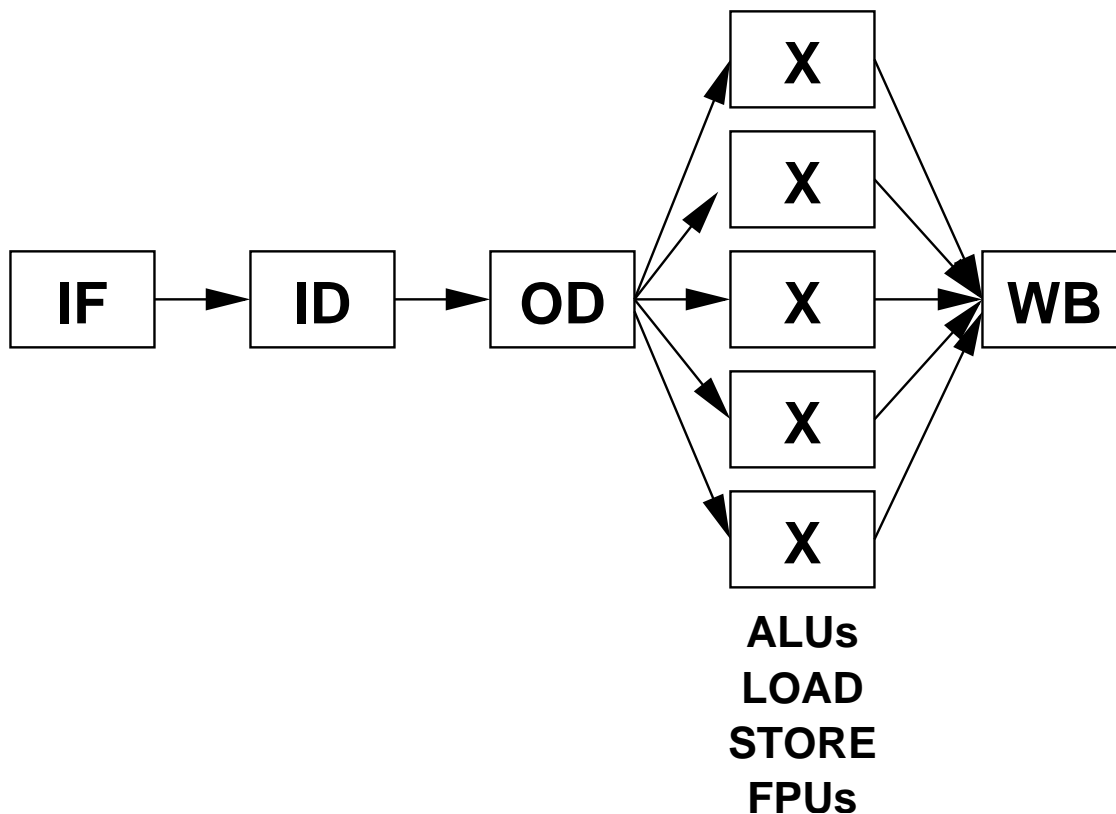 X
X
IF ID OD X WB
X
X
ALUs
LOAD
STORE
FPUs